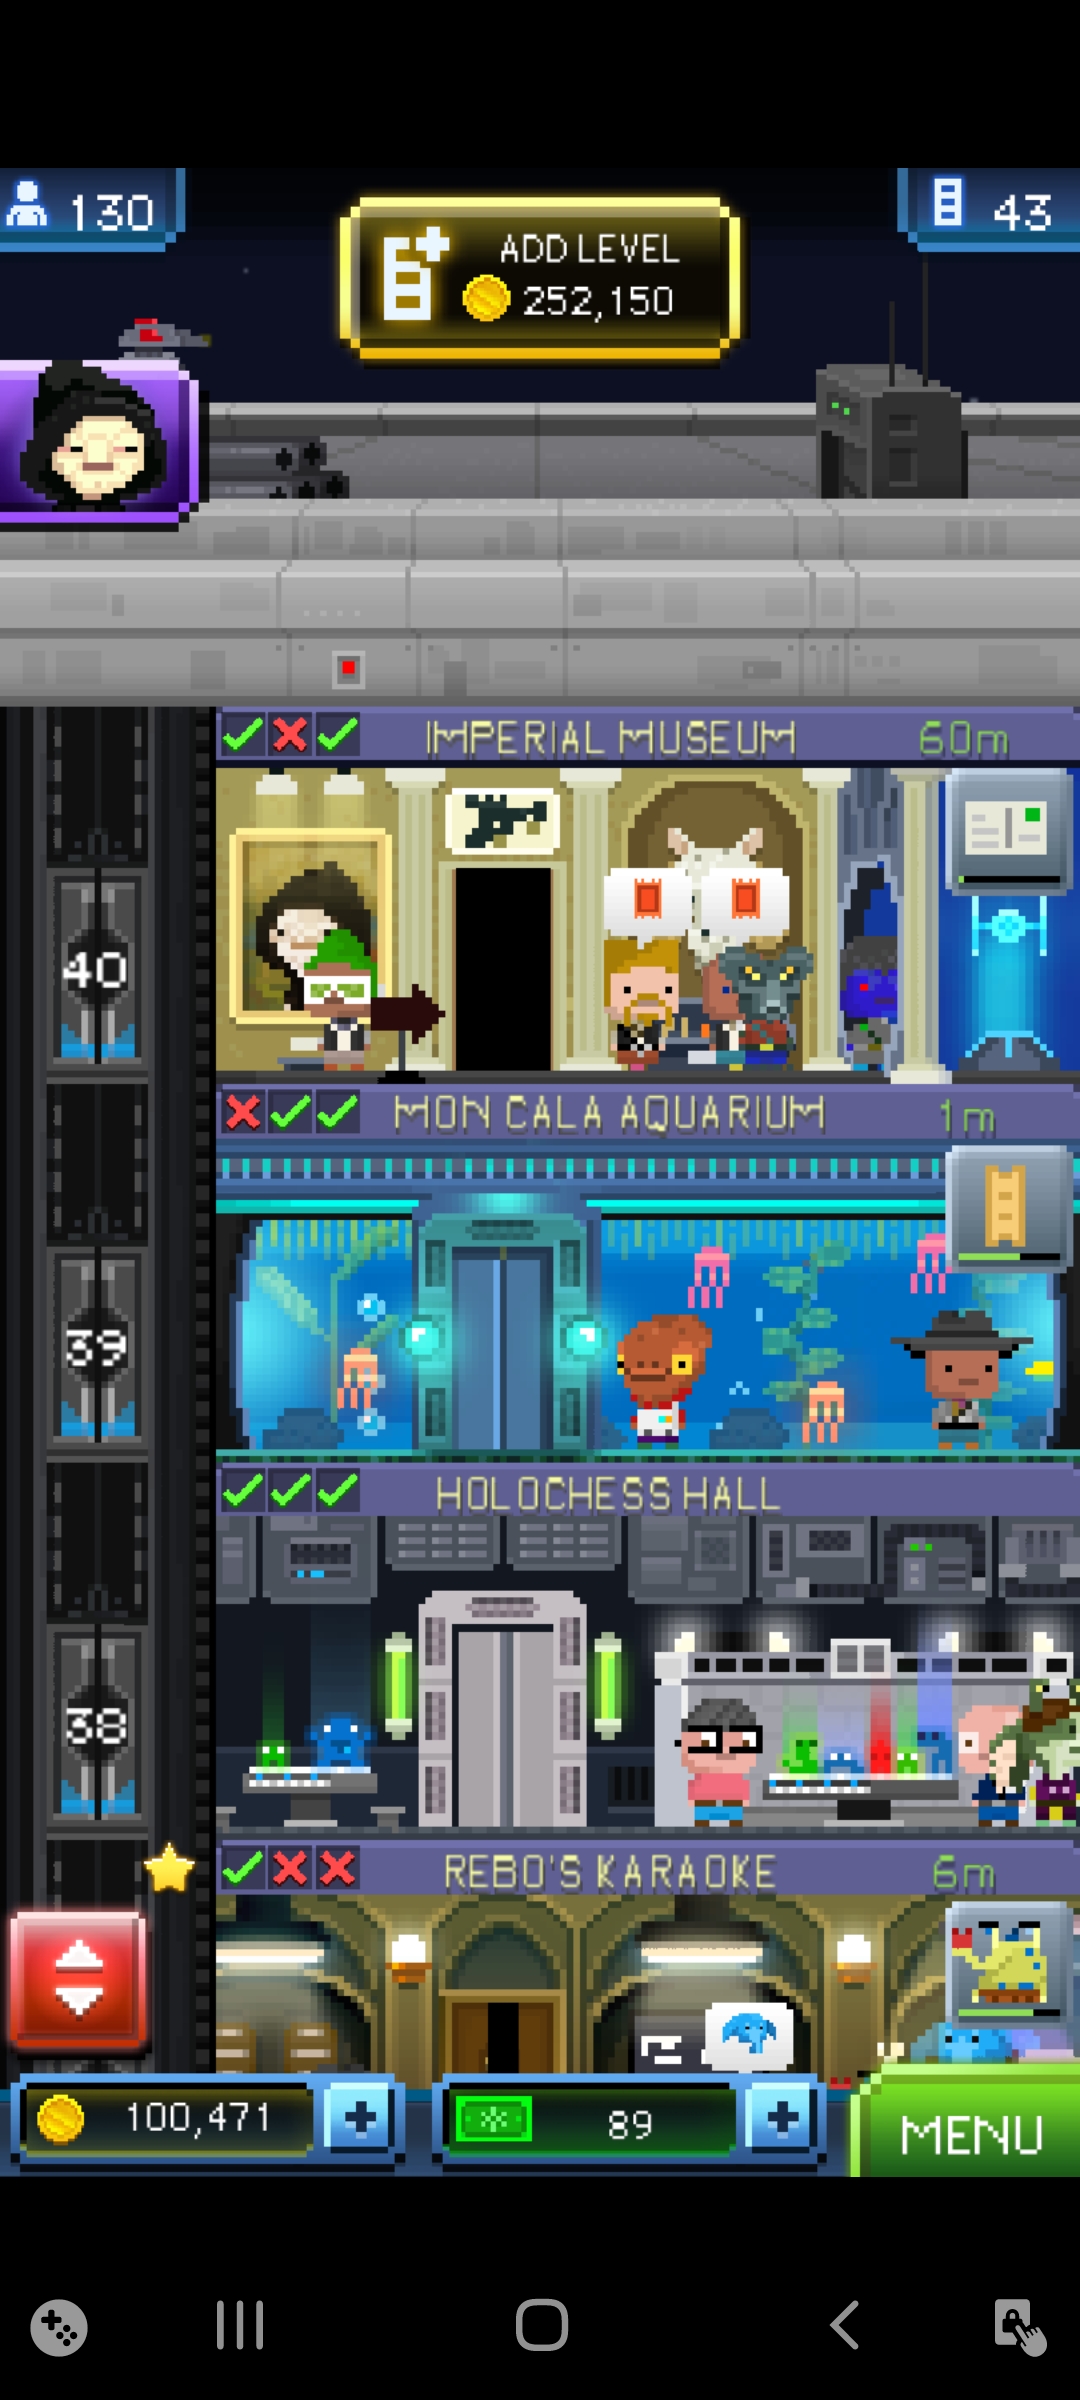 130
ADD LEVEL
252,150
43
IMPERIAL MUSEUM 60m
40
MON CALA AQUARIUM 1m
39
HOLOCHESS HALL
38
REBO'S KARAOKE 6m
100,471
89
MENU